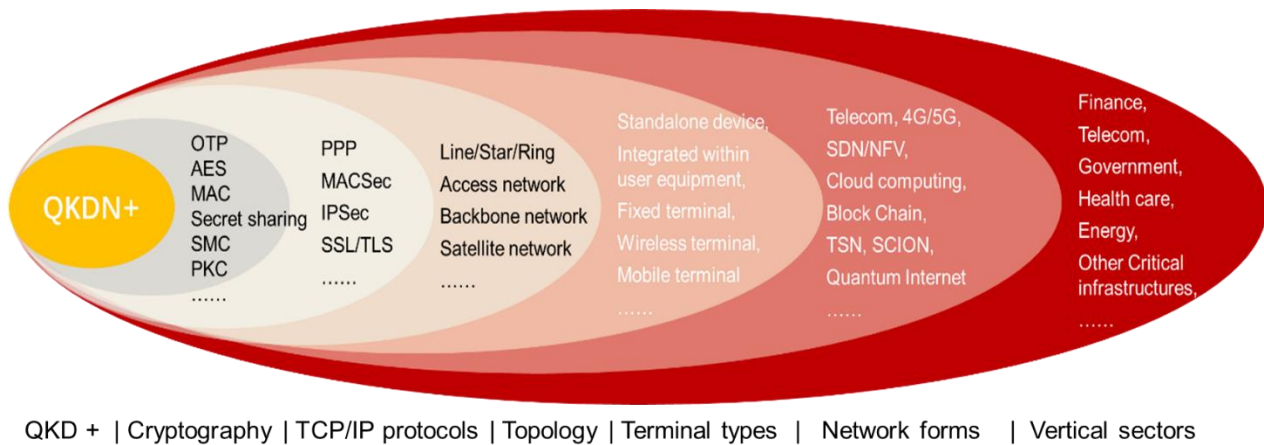 QKDN+
OTP
AES
MAC
Secret sharing
SMC
PKC
......
PPP
MACSec
IPSec
SSL/TLS
......
Line/Star/Ring
Access network
Backbone network
Satellite network
......
Standalone device,
Integrated within
user equipment,
Fixed terminal,
Wireless terminal,
Mobile terminal
......
Telecom, 4G/5G,
SDN/NFV,
Cloud computing,
Block Chain,
TSN, SCION,
Quantum Internet
......
Finance,
Telecom,
Government,
Health care,
Energy,
Other Critical
infrastructures,
......
QKD + | Cryptography | TCP/IP protocols | Topology | Terminal types | Network forms | Vertical sectors